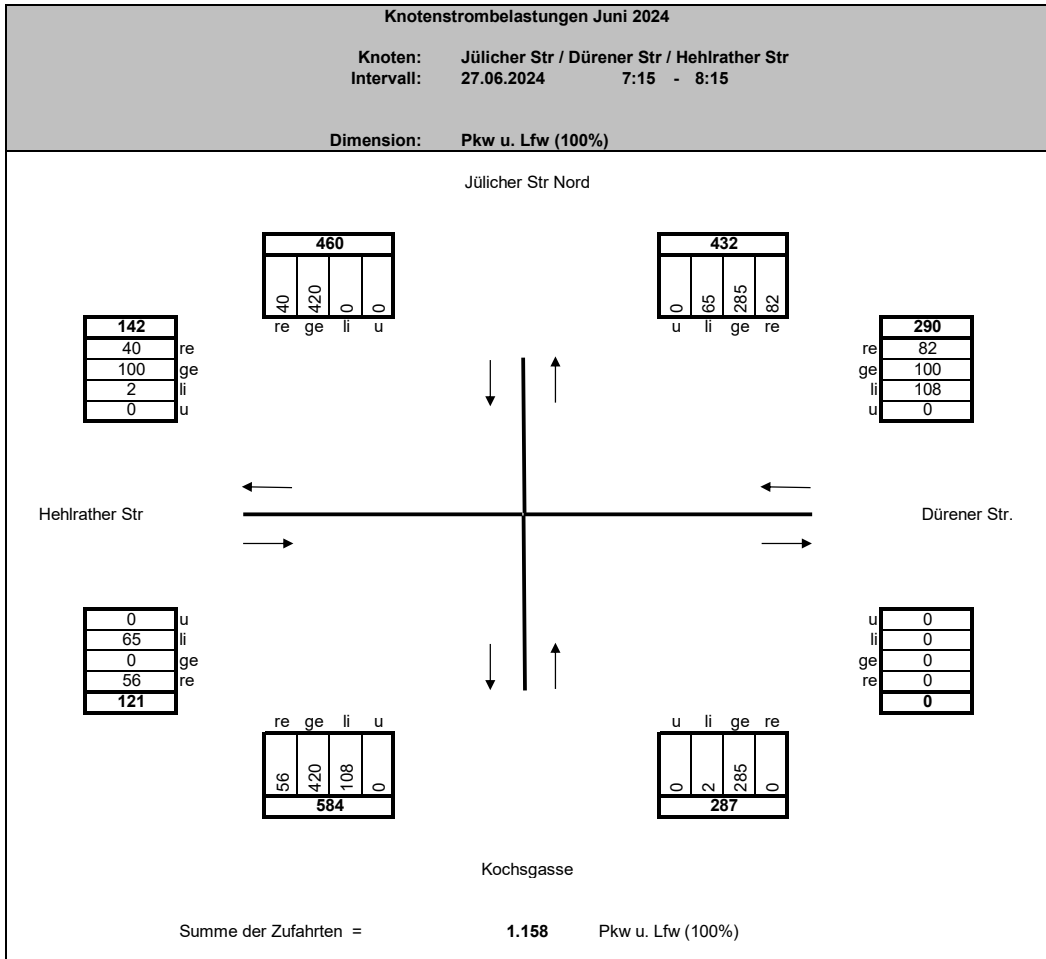 Knotenstrombelastungen Juni 2024
Knoten: Jülicher Str / Dürener Str / Hehlrather Str
Intervall: 27.06.2024 7:15 - 8:15
Dimension: Pkw u. Lfw (100%)
Jülicher Str Nord
460
40 420 0 0
re ge li u
432
0 65 285 82
u li ge re
142
40 re
100 ge
2 li
0 u
290
re 82
ge 100
li 108
u 0
Hehlrather Str
Dürener Str.
0 u
65 li
0 ge
56 re
121
u 0
li 0
ge 0
re 0
0
re ge li u
56 420 108 0
584
u li ge re
0 2 285 0
287
Kochsgasse
Summe der Zufahrten = 1.158 Pkw u. Lfw (100%)